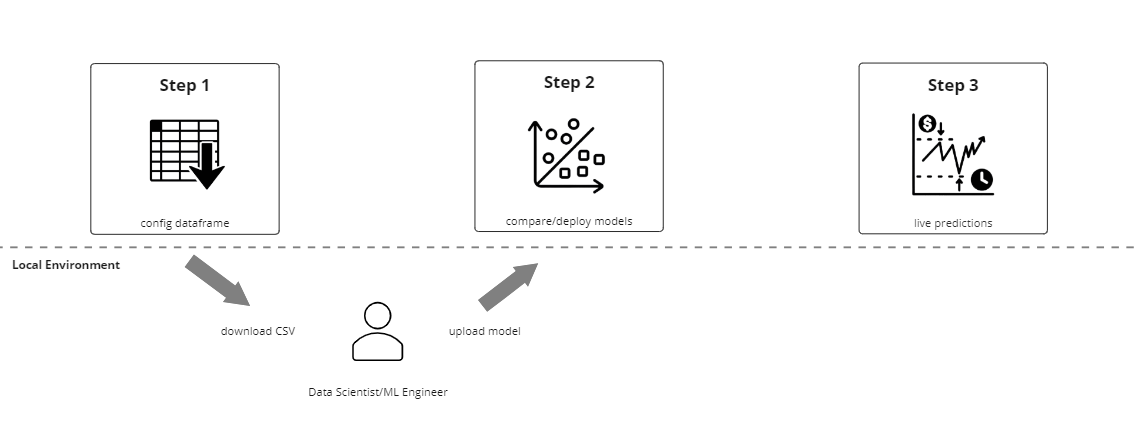 Step 1
config dataframe
Step 2
compare/deploy models
Step 3
$
live predictions
Local Environment
download CSV
upload model
Data Scientist/ML Engineer